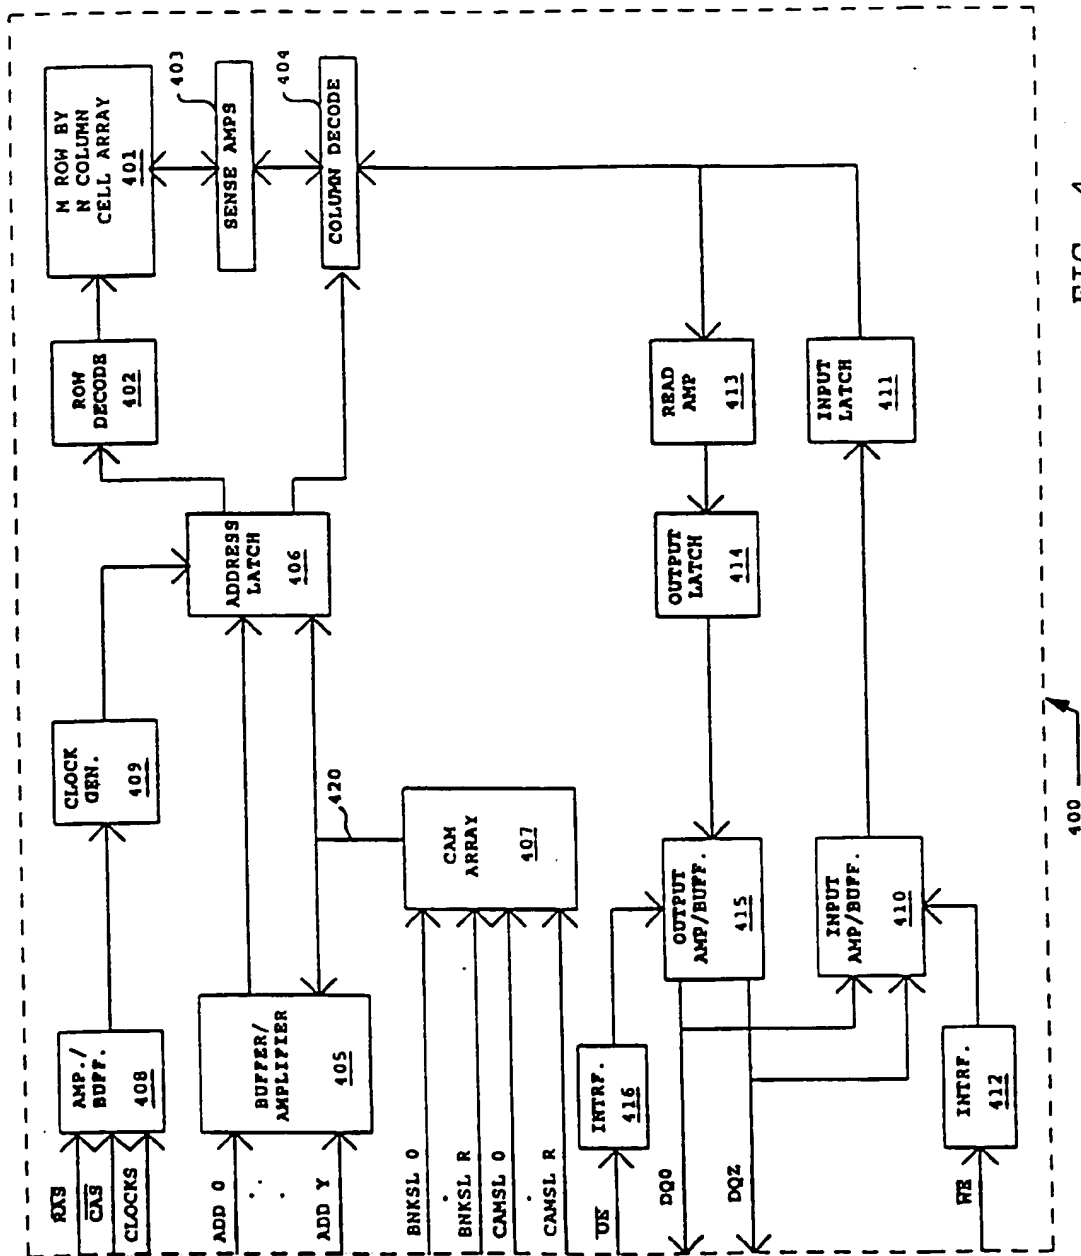 M ROW BY
N COLUMN
CELL ARRAY
401
403
SENSE AMPS
404
COLUMN DECODE
ROW
DECODE
402
ADDRESS
LATCH
406
CLOCK
GEN.
409
AMP./
BUFF.
408
RAS
CAS
CLOCKS
BUFFER/
AMPLIFIER
405
ADD 0
ADD Y
420
CAM
ARRAY
407
BNKSL 0
BNKSL R
CAMSL 0
CAMSL R
READ
AMP
413
INPUT
LATCH
411
OUTPUT
LATCH
414
OUTPUT
AMP/BUFF.
415
INPUT
AMP/BUFF.
410
INTRF.
416
INTRF.
412
OE
DQ0
DQZ
WE
400
FIG. 4